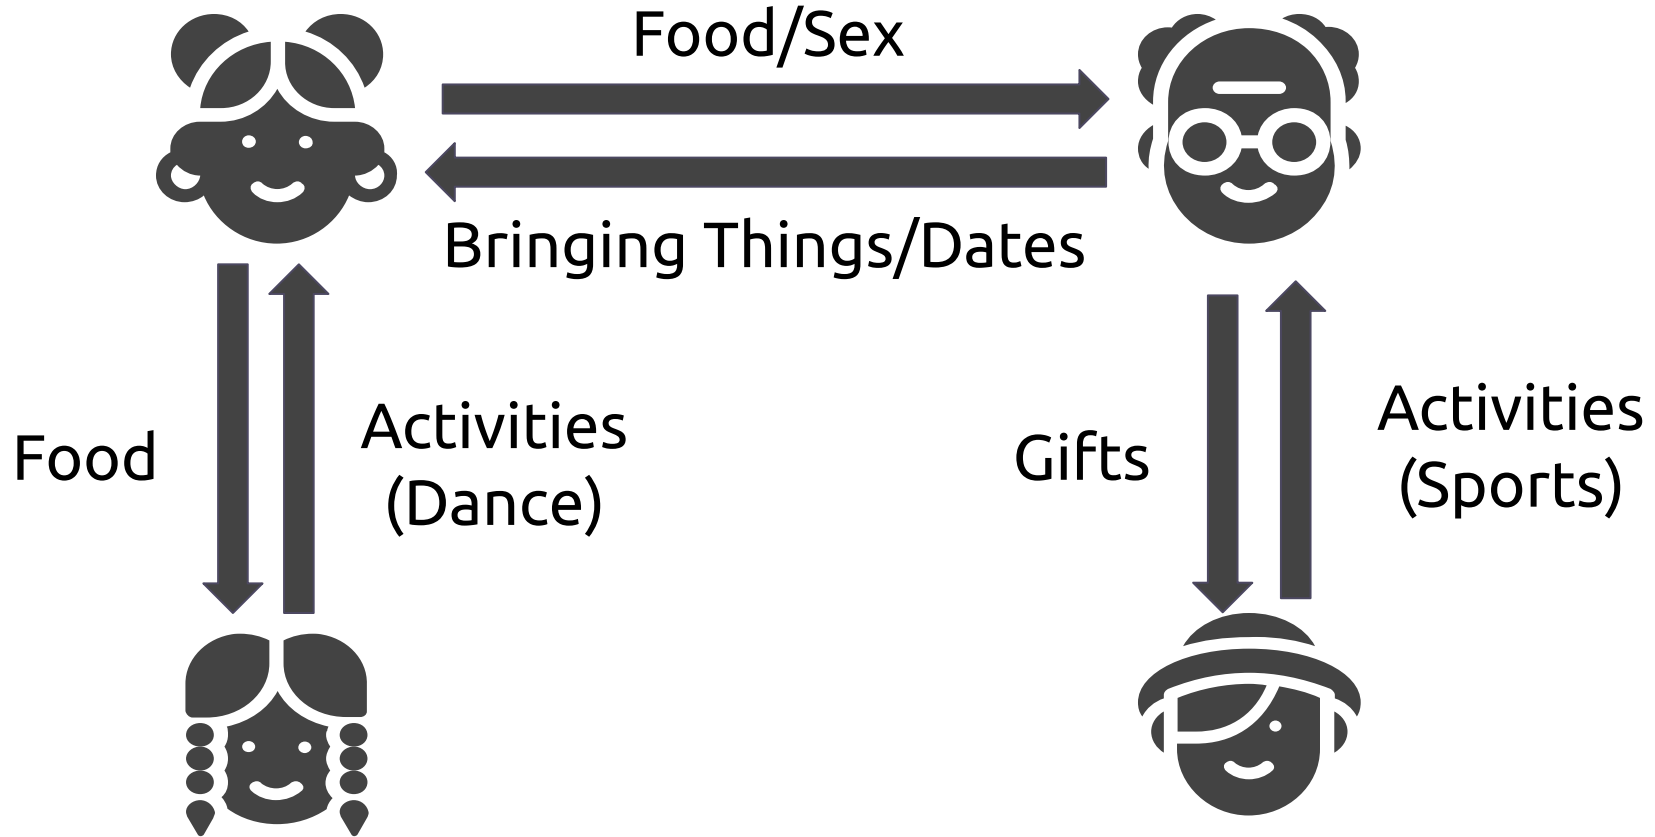 Food/Sex
Bringing Things/Dates
Food
Activities
(Dance)
Gifts
Activities
(Sports)